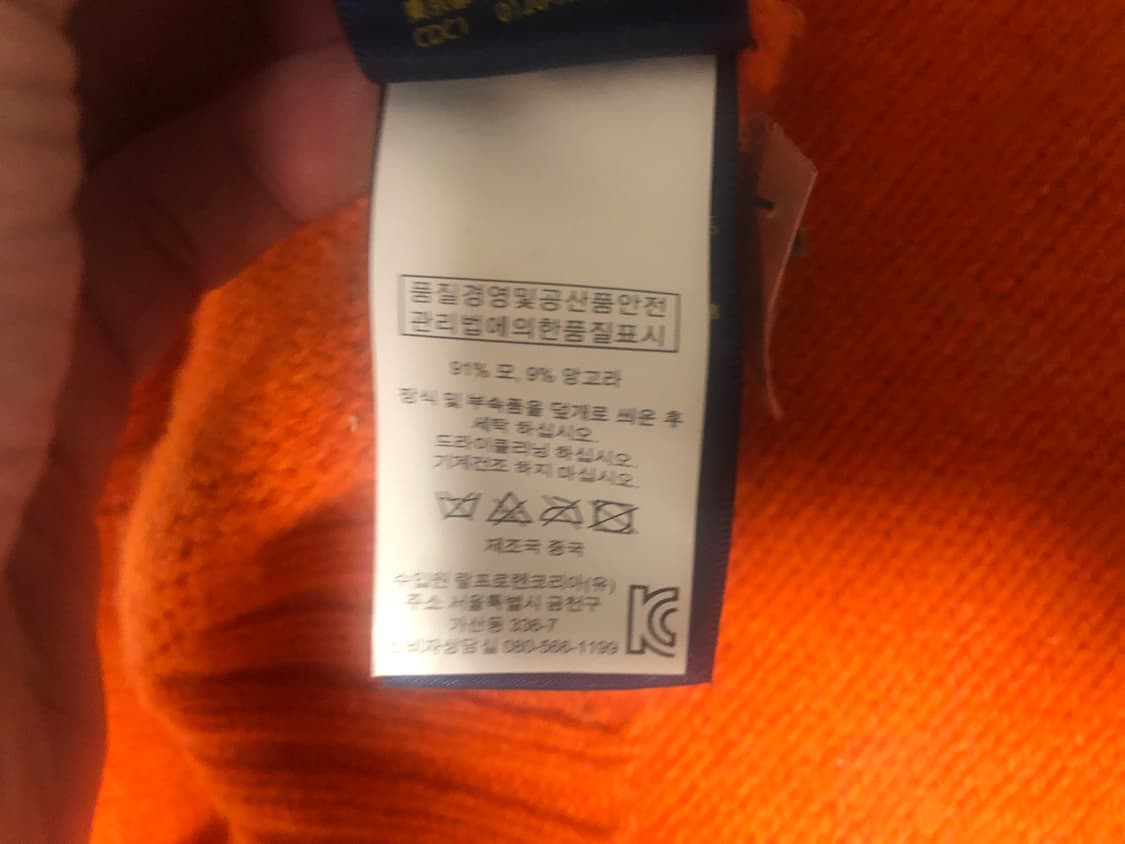 CDC1
품질경영및공산품안전
관리법에의한품질표시
91% 모, 9% 앙고라
장식 및 부속품을 덮개로 씌운 후
세탁 하십시오.
드라이클리닝 하십시오.
기계건조 하지 마십시오.
제조국 중국
수입원 랄프로렌코리아(유)
주소 서울특별시 금천구
가산동 336-7
소비자상담실 080-566-1199
KC